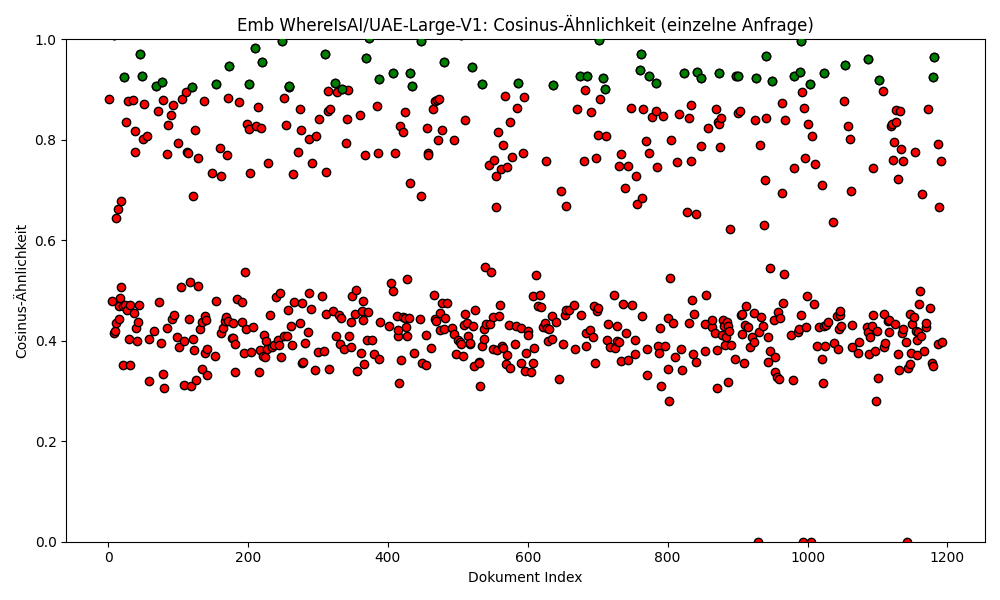 Emb WhereIsAI/UAE-Large-V1: Cosinus-Ähnlichkeit (einzelne Anfrage)
1.0
0.8
0.6
Cosinus-Ähnlichkeit
0.4
0.2
0.0
0 200 400 600 800 1000 1200
Dokument Index